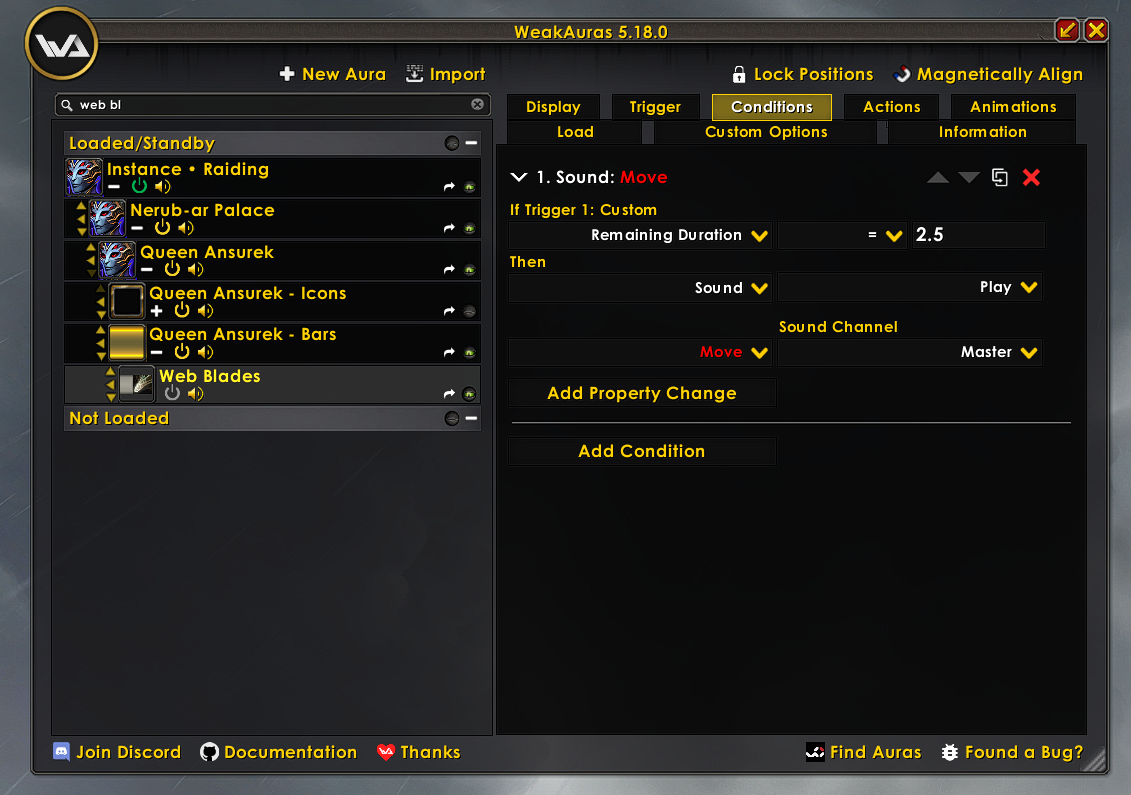 WeakAuras 5.18.0
New Aura
Import
Lock Positions
Magnetically Align
web bl
Display
Trigger
Conditions
Actions
Animations
Load
Custom Options
Information
Loaded/Standby
Instance • Raiding
Nerub-ar Palace
Queen Ansurek
Queen Ansurek - Icons
Queen Ansurek - Bars
Web Blades
Not Loaded
1. Sound: Move
If Trigger 1: Custom
Remaining Duration
=
2.5
Then
Sound
Play
Sound Channel
Move
Master
Add Property Change
Add Condition
Join Discord
Documentation
Thanks
Find Auras
Found a Bug?